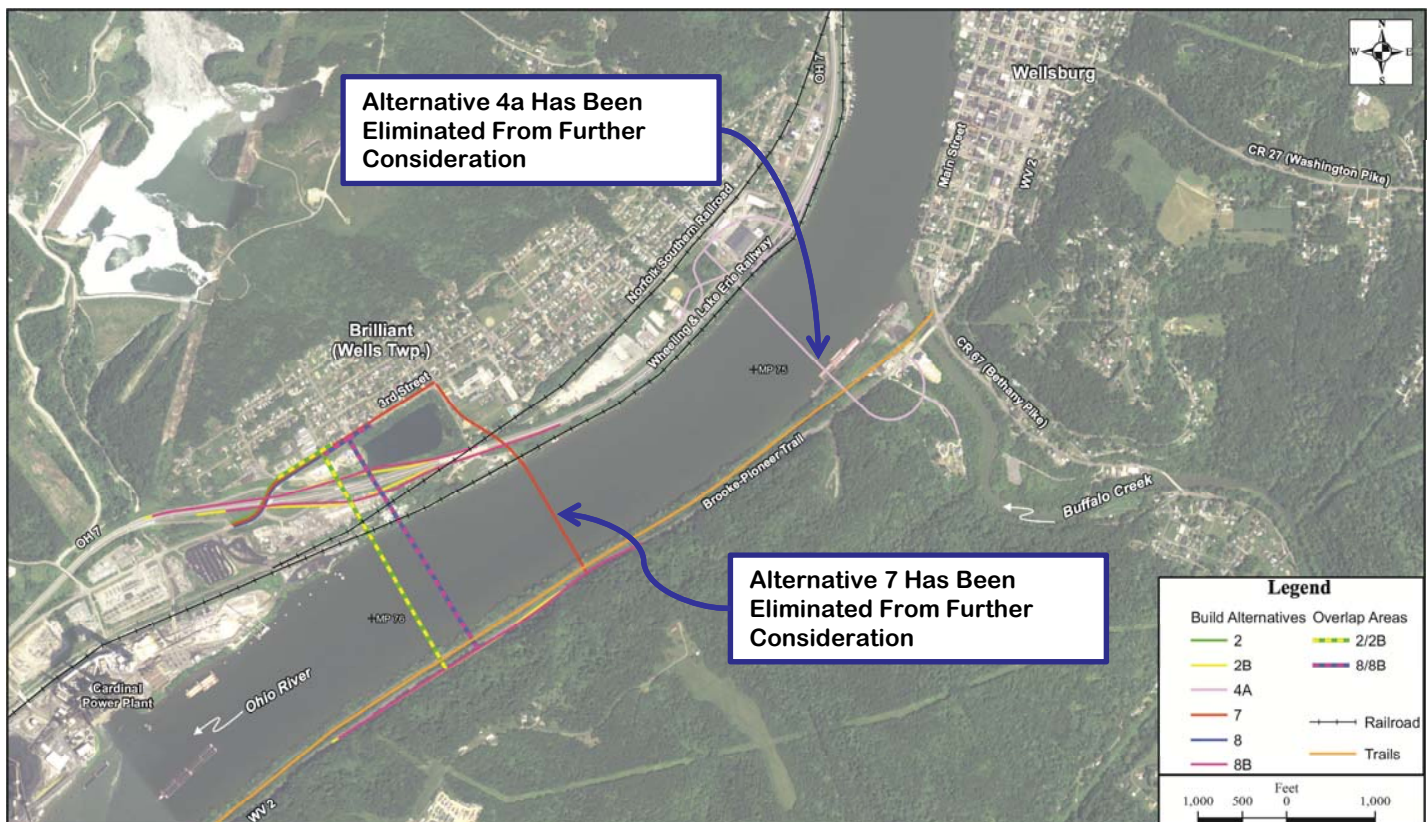 N
W
E
S
OH 7
Wellsburg
Alternative 4a Has Been
Eliminated From Further
Consideration
Main Street
WV 2
CR 27 (Washington Pike)
Norfolk Southern Railroad
Wheeling & Lake Erie Railway
Brilliant
(Wells Twp.)
MP 75
CR 67 (Bethany Pike)
3rd Street
Brooke-Pioneer Trail
Buffalo Creek
OH 7
Alternative 7 Has Been
Eliminated From Further
Consideration
MP 76
Cardinal
Power Plant
Ohio River
WV 2
Legend
Build Alternatives
Overlap Areas
2
2/2B
2B
8/8B
4A
7
Railroad
8
Trails
8B
Feet
1,000 500 0 1,000